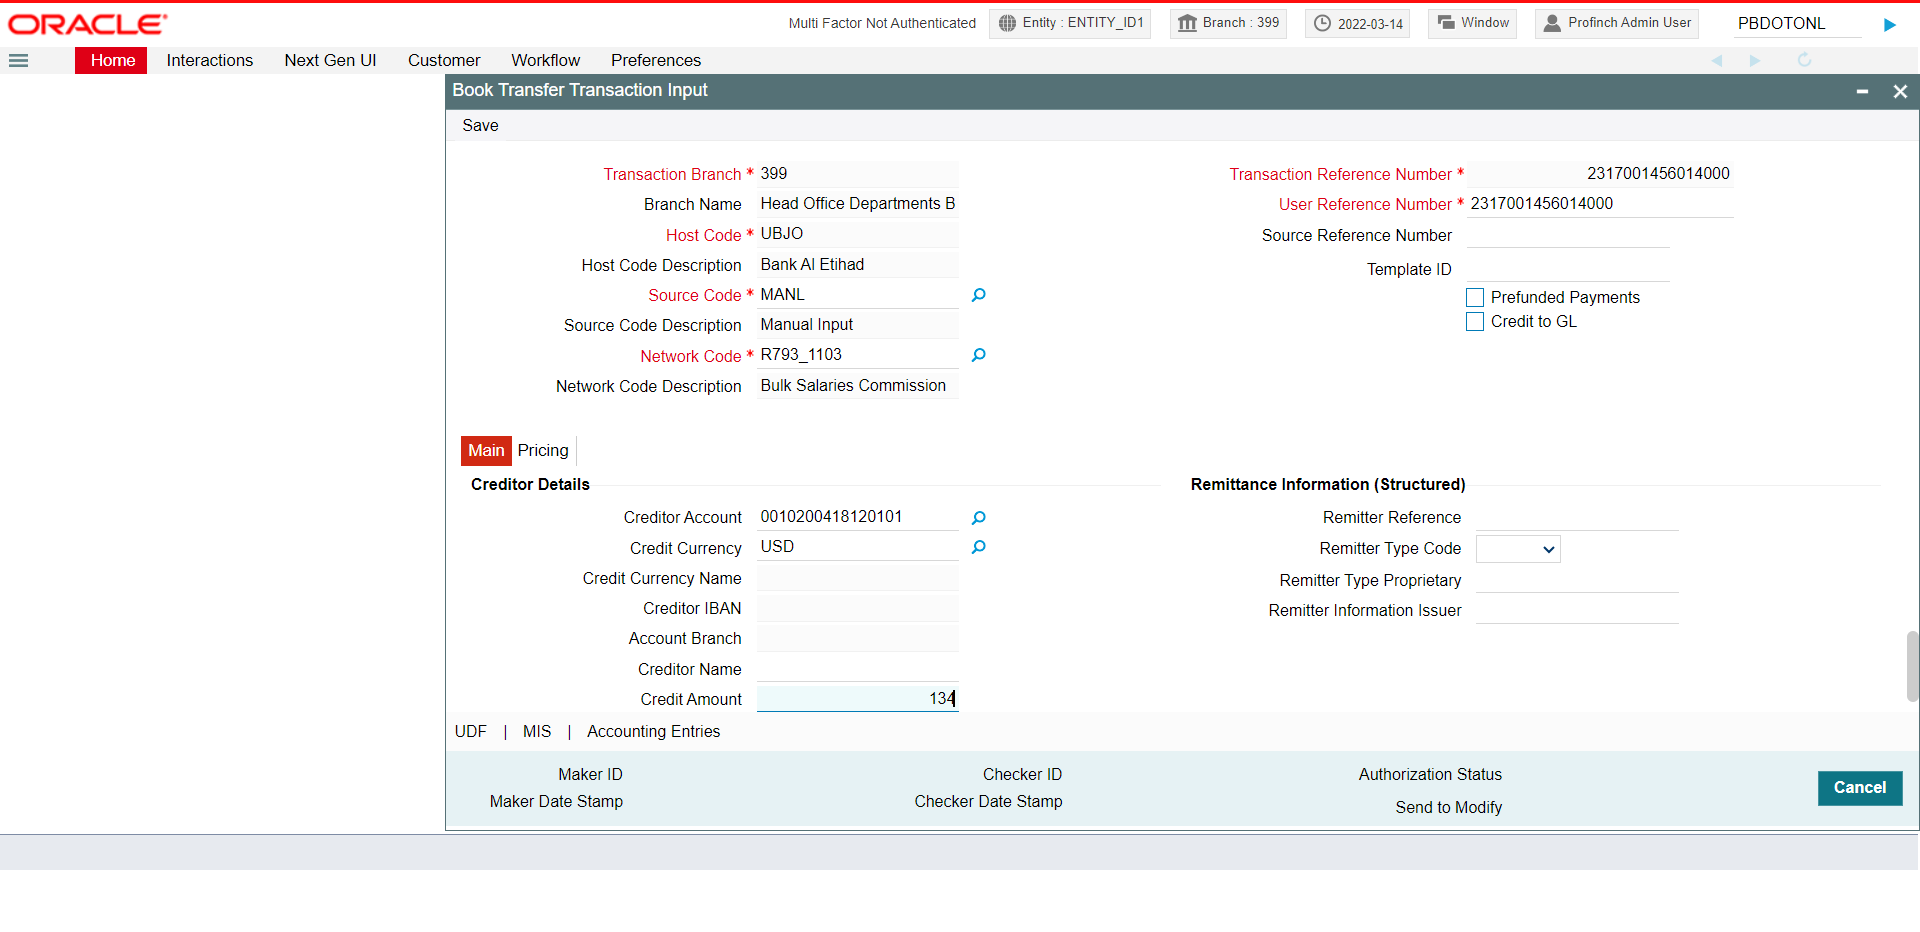 ORACLE
Multi Factor Not Authenticated
Entity : ENTITY_ID1
Branch : 399
2022-03-14
Window
Profinch Admin User
PBDOTONL
Home Interactions Next Gen UI Customer Workflow Preferences
Book Transfer Transaction Input
Save
Transaction Branch * 399
Branch Name Head Office Departments B
Host Code * UBJO
Host Code Description Bank Al Etihad
Source Code * MANL
Source Code Description Manual Input
Network Code * R793_1103
Network Code Description Bulk Salaries Commission
Transaction Reference Number * 2317001456014000
User Reference Number * 2317001456014000
Source Reference Number
Template ID
Prefunded Payments
Credit to GL
Main Pricing
Creditor Details
Creditor Account 0010200418120101
Credit Currency USD
Credit Currency Name
Creditor IBAN
Account Branch
Creditor Name
Credit Amount 134
Remittance Information (Structured)
Remitter Reference
Remitter Type Code
Remitter Type Proprietary
Remitter Information Issuer
UDF | MIS | Accounting Entries
Maker ID
Maker Date Stamp
Checker ID
Checker Date Stamp
Authorization Status
Send to Modify
Cancel